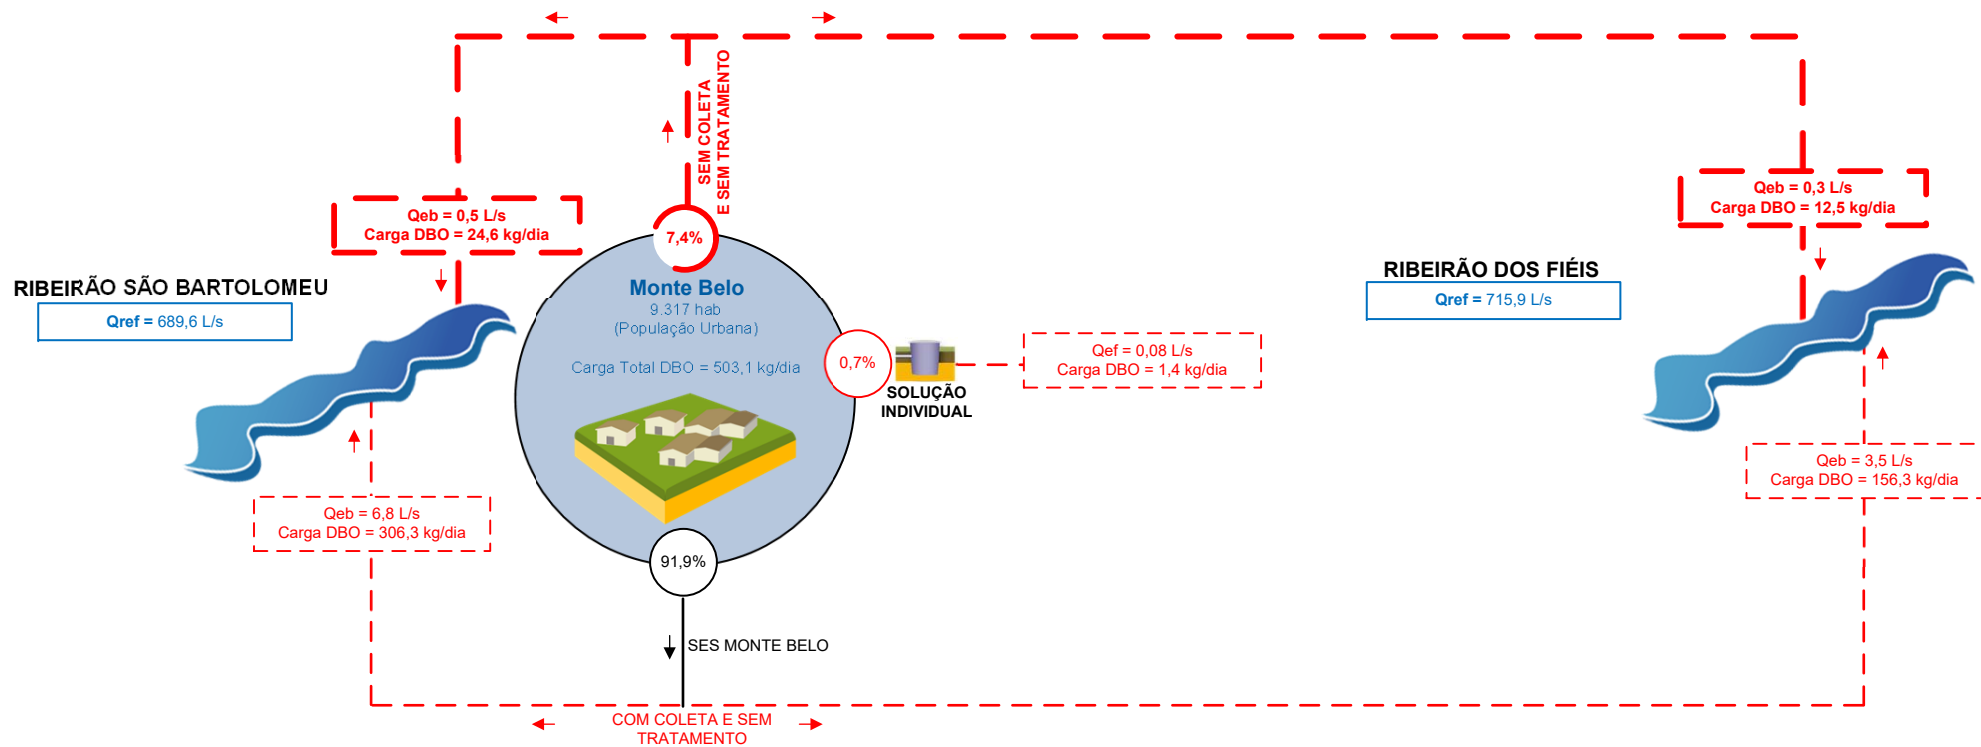 SEM COLETA
E SEM TRATAMENTO
Qeb = 0,5 L/s
Carga DBO = 24,6 kg/dia
7,4%
Qeb = 0,3 L/s
Carga DBO = 12,5 kg/dia
RIBEIRÃO SÃO BARTOLOMEU
Qref = 689,6 L/s
Monte Belo
9.317 hab
(População Urbana)
Carga Total DBO = 503,1 kg/dia
0,7%
SOLUÇÃO
INDIVIDUAL
Qef = 0,08 L/s
Carga DBO = 1,4 kg/dia
RIBEIRÃO DOS FIÉIS
Qref = 715,9 L/s
Qeb = 6,8 L/s
Carga DBO = 306,3 kg/dia
Qeb = 3,5 L/s
Carga DBO = 156,3 kg/dia
91,9%
SES MONTE BELO
COM COLETA E SEM
TRATAMENTO